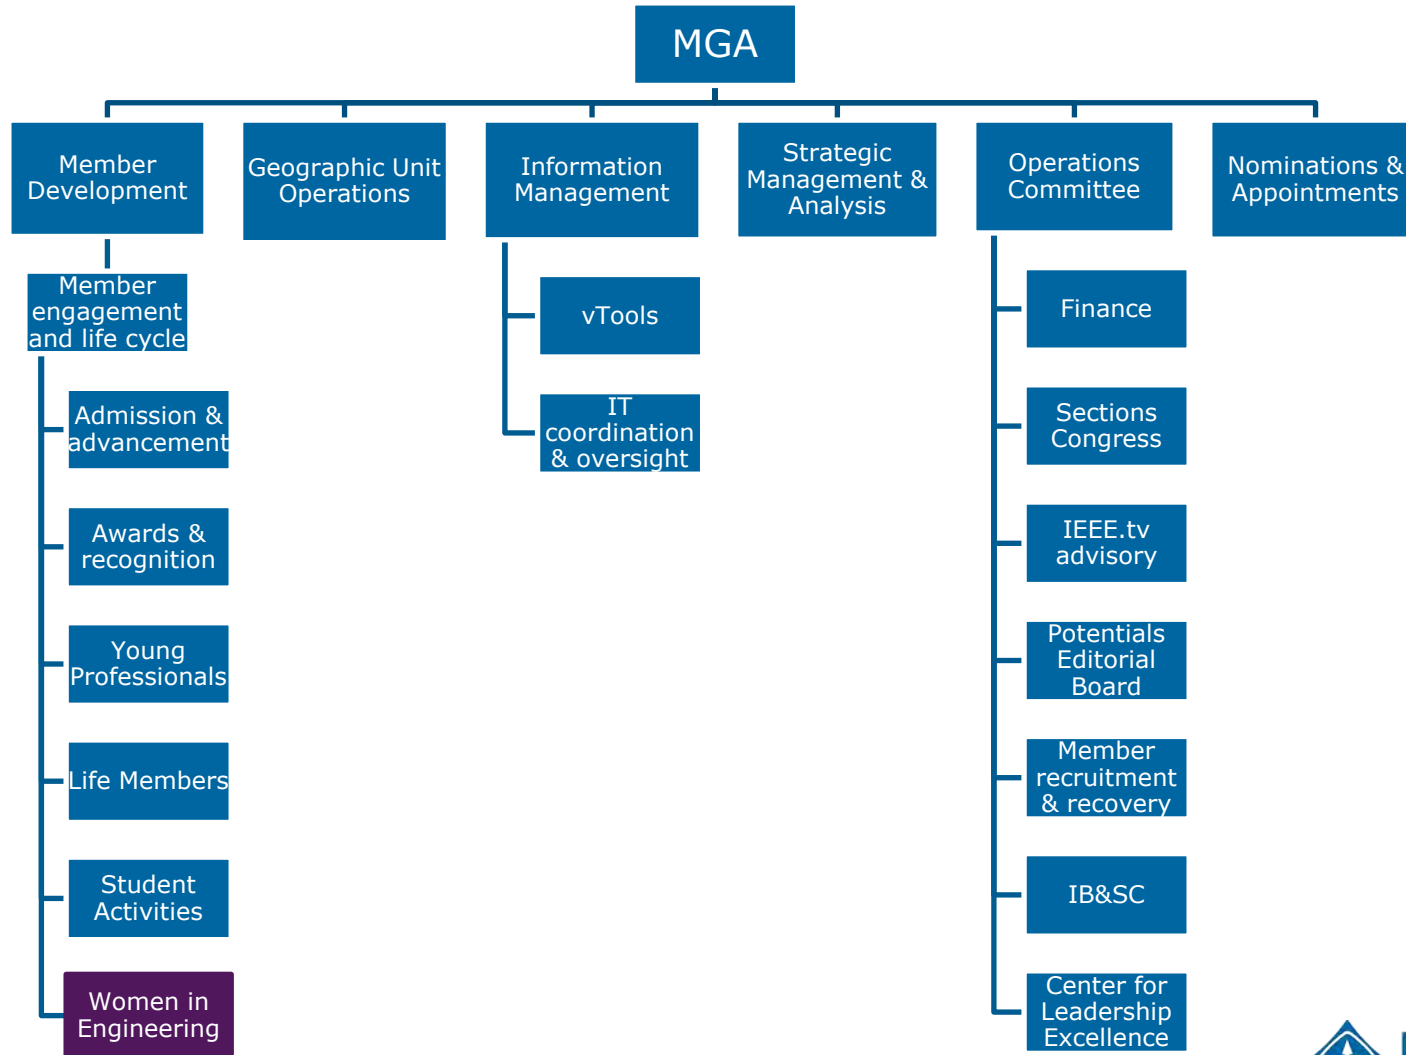 MGA
Member
Development
Geographic Unit
Operations
Information
Management
Strategic
Management &
Analysis
Operations
Committee
Nominations &
Appointments
Member
engagement
and life cycle
Admission &
advancement
Awards &
recognition
Young
Professionals
Life Members
Student
Activities
Women in
Engineering
vTools
IT
coordination
& oversight
Finance
Sections
Congress
IEEE.tv
advisory
Potentials
Editorial
Board
Member
recruitment
& recovery
IB&SC
Center for
Leadership
Excellence